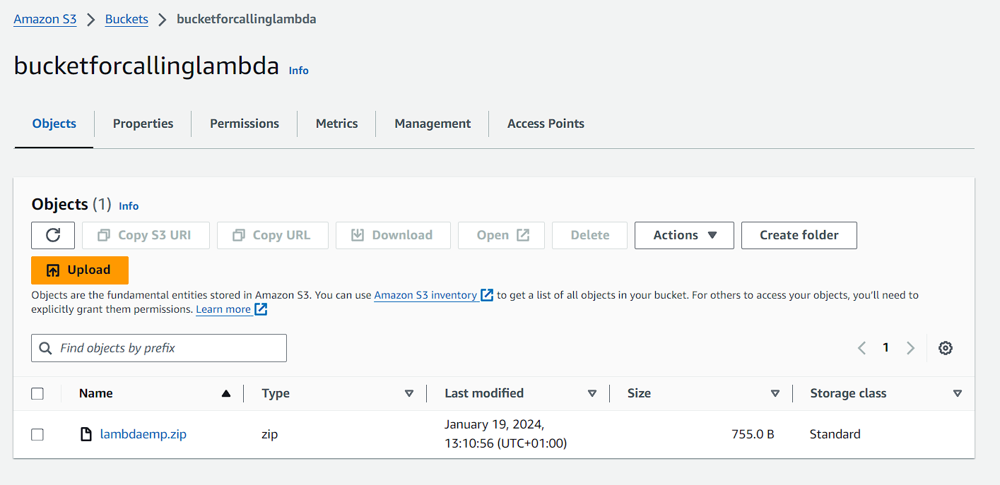 Amazon S3 > Buckets > bucketforcallinglambda
bucketforcallinglambda Info
Objects Properties Permissions Metrics Management Access Points
Objects (1) Info
Copy S3 URI Copy URL Download Open Delete Actions Create folder
Upload
Objects are the fundamental entities stored in Amazon S3. You can use Amazon S3 inventory to get a list of all objects in your bucket. For others to access your objects, you'll need to
explicitly grant them permissions. Learn more
Find objects by prefix 1
Name Type Last modified Size Storage class
lambdaemp.zip zip January 19, 2024, 755.0 B Standard
13:10:56 (UTC+01:00)